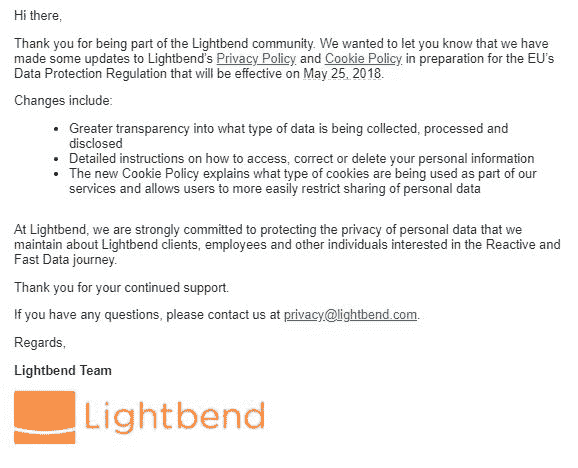 Hi there,
Thank you for being part of the Lightbend community. We wanted to let you know that we have
made some updates to Lightbend's Privacy Policy and Cookie Policy in preparation for the EU's
Data Protection Regulation that will be effective on May 25, 2018.
Changes include:
• Greater transparency into what type of data is being collected, processed and
disclosed
• Detailed instructions on how to access, correct or delete your personal information
• The new Cookie Policy explains what type of cookies are being used as part of our
services and allows users to more easily restrict sharing of personal data
At Lightbend, we are strongly committed to protecting the privacy of personal data that we
maintain about Lightbend clients, employees and other individuals interested in the Reactive and
Fast Data journey.
Thank you for your continued support.
If you have any questions, please contact us at privacy@lightbend.com.
Regards,
Lightbend Team
Lightbend